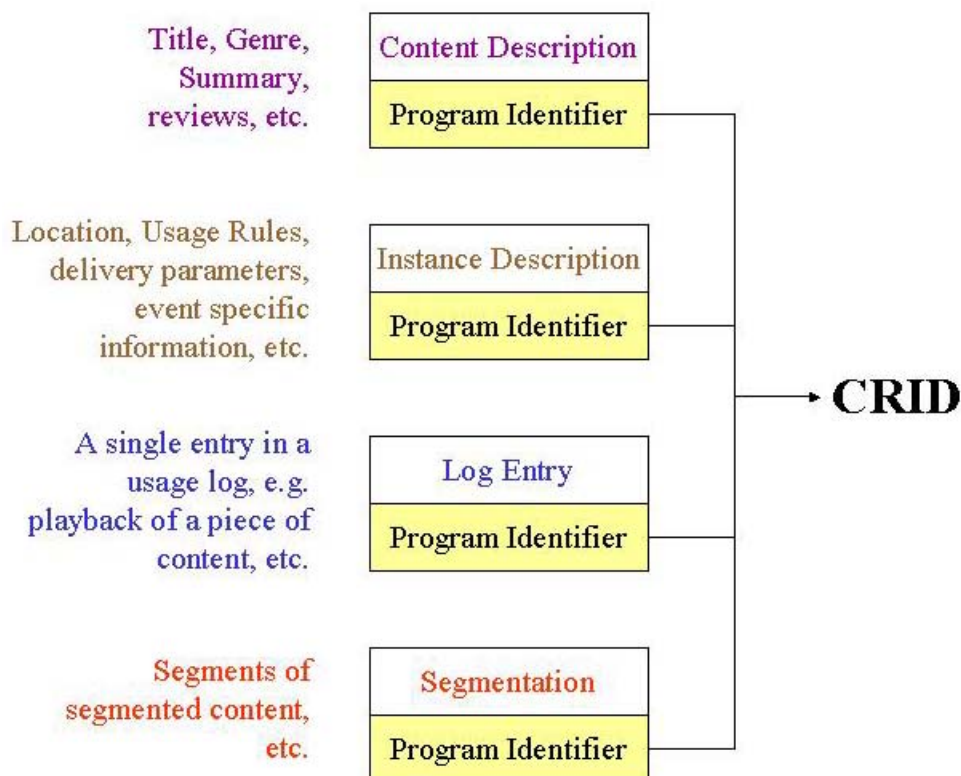 Title, Genre,
Summary,
reviews, etc.
Content Description
Program Identifier
Location, Usage Rules,
delivery parameters,
event specific
information, etc.
Instance Description
Program Identifier
CRID
A single entry in a
usage log, e.g.
playback of a piece of
content, etc.
Log Entry
Program Identifier
Segments of
segmented content,
etc.
Segmentation
Program Identifier